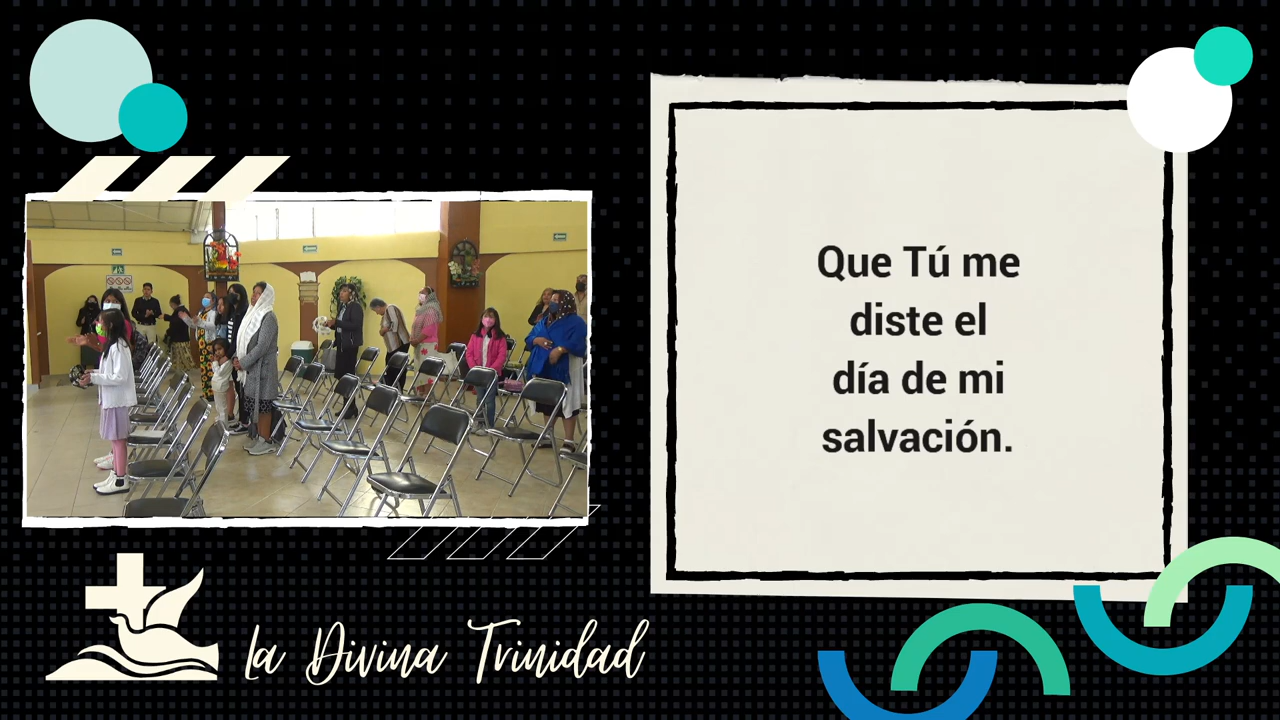 Que Tú me
diste el
día de mi
salvación.
La Divina Trinidad